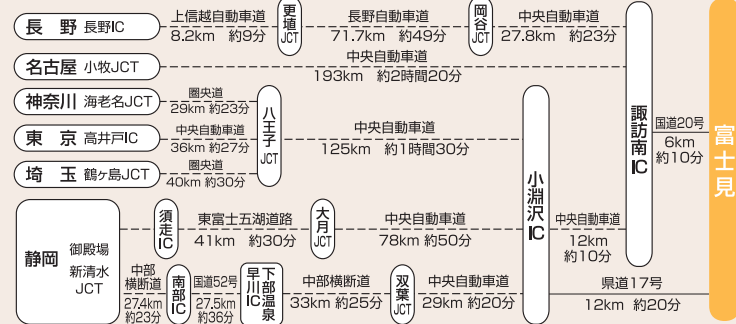 長野 長野IC
上信越自動車道
8.2km 約9分
更埴JCT
長野自動車道
71.7km 約49分
岡谷JCT
中央自動車道
27.8km 約23分
名古屋 小牧JCT
中央自動車道
193km 約2時間20分
神奈川 海老名JCT
圏央道
29km 約23分
東京 高井戸IC
中央自動車道
36km 約27分
埼玉 鶴ヶ島JCT
圏央道
40km 約30分
八王子JCT
中央自動車道
125km 約1時間30分
小淵沢IC
諏訪南IC
国道20号
6km
約10分
富士見
静岡
御殿場
新清水
JCT
須走IC
東富士五湖道路
41km 約30分
大月JCT
中央自動車道
78km 約50分
中央自動車道
12km
約10分
中部
横断道
27.4km
約23分
南部IC
国道52号
27.5km
約36分
下部温泉
早川IC
中部横断道
33km 約25分
双葉JCT
中央自動車道
29km 約20分
県道17号
12km 約20分